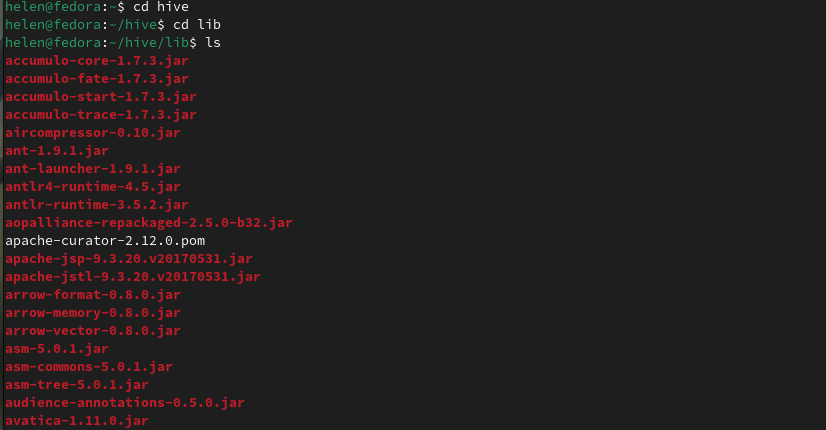 helen@fedora:~$ cd hive
helen@fedora:~/hive$ cd lib
helen@fedora:~/hive/lib$ ls
accumulo-core-1.7.3.jar
accumulo-fate-1.7.3.jar
accumulo-start-1.7.3.jar
accumulo-trace-1.7.3.jar
aircompressor-0.10.jar
ant-1.9.1.jar
ant-launcher-1.9.1.jar
antlr4-runtime-4.5.jar
antlr-runtime-3.5.2.jar
aopalliance-repackaged-2.5.0-b32.jar
apache-curator-2.12.0.pom
apache-jsp-9.3.20.v20170531.jar
apache-jstl-9.3.20.v20170531.jar
arrow-format-0.8.0.jar
arrow-memory-0.8.0.jar
arrow-vector-0.8.0.jar
asm-5.0.1.jar
asm-commons-5.0.1.jar
asm-tree-5.0.1.jar
audience-annotations-0.5.0.jar
avatica-1.11.0.jar